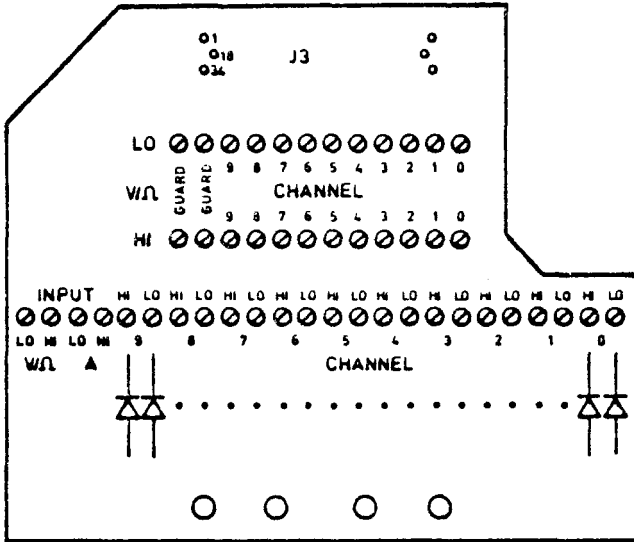 1
18 J3
34
LO
GUARD GUARD 9 8 7 6 5 4 3 2 1 0
V/Ω CHANNEL
9 8 7 6 5 4 3 2 1 0
HI
INPUT HI LO HI LO HI LO HI LO HI LO HI LO HI LO HI LO HI LO HI LO
LO HI LO HI 9 8 7 6 5 4 3 2 1 0
V/Ω A CHANNEL